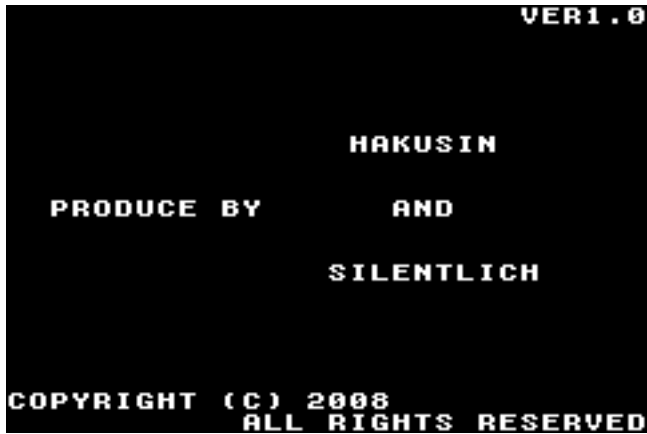 VER1.0
HAKUSIN
PRODUCE BY AND
SILENTLICH
COPYRIGHT (C) 2008
ALL RIGHTS RESERVED